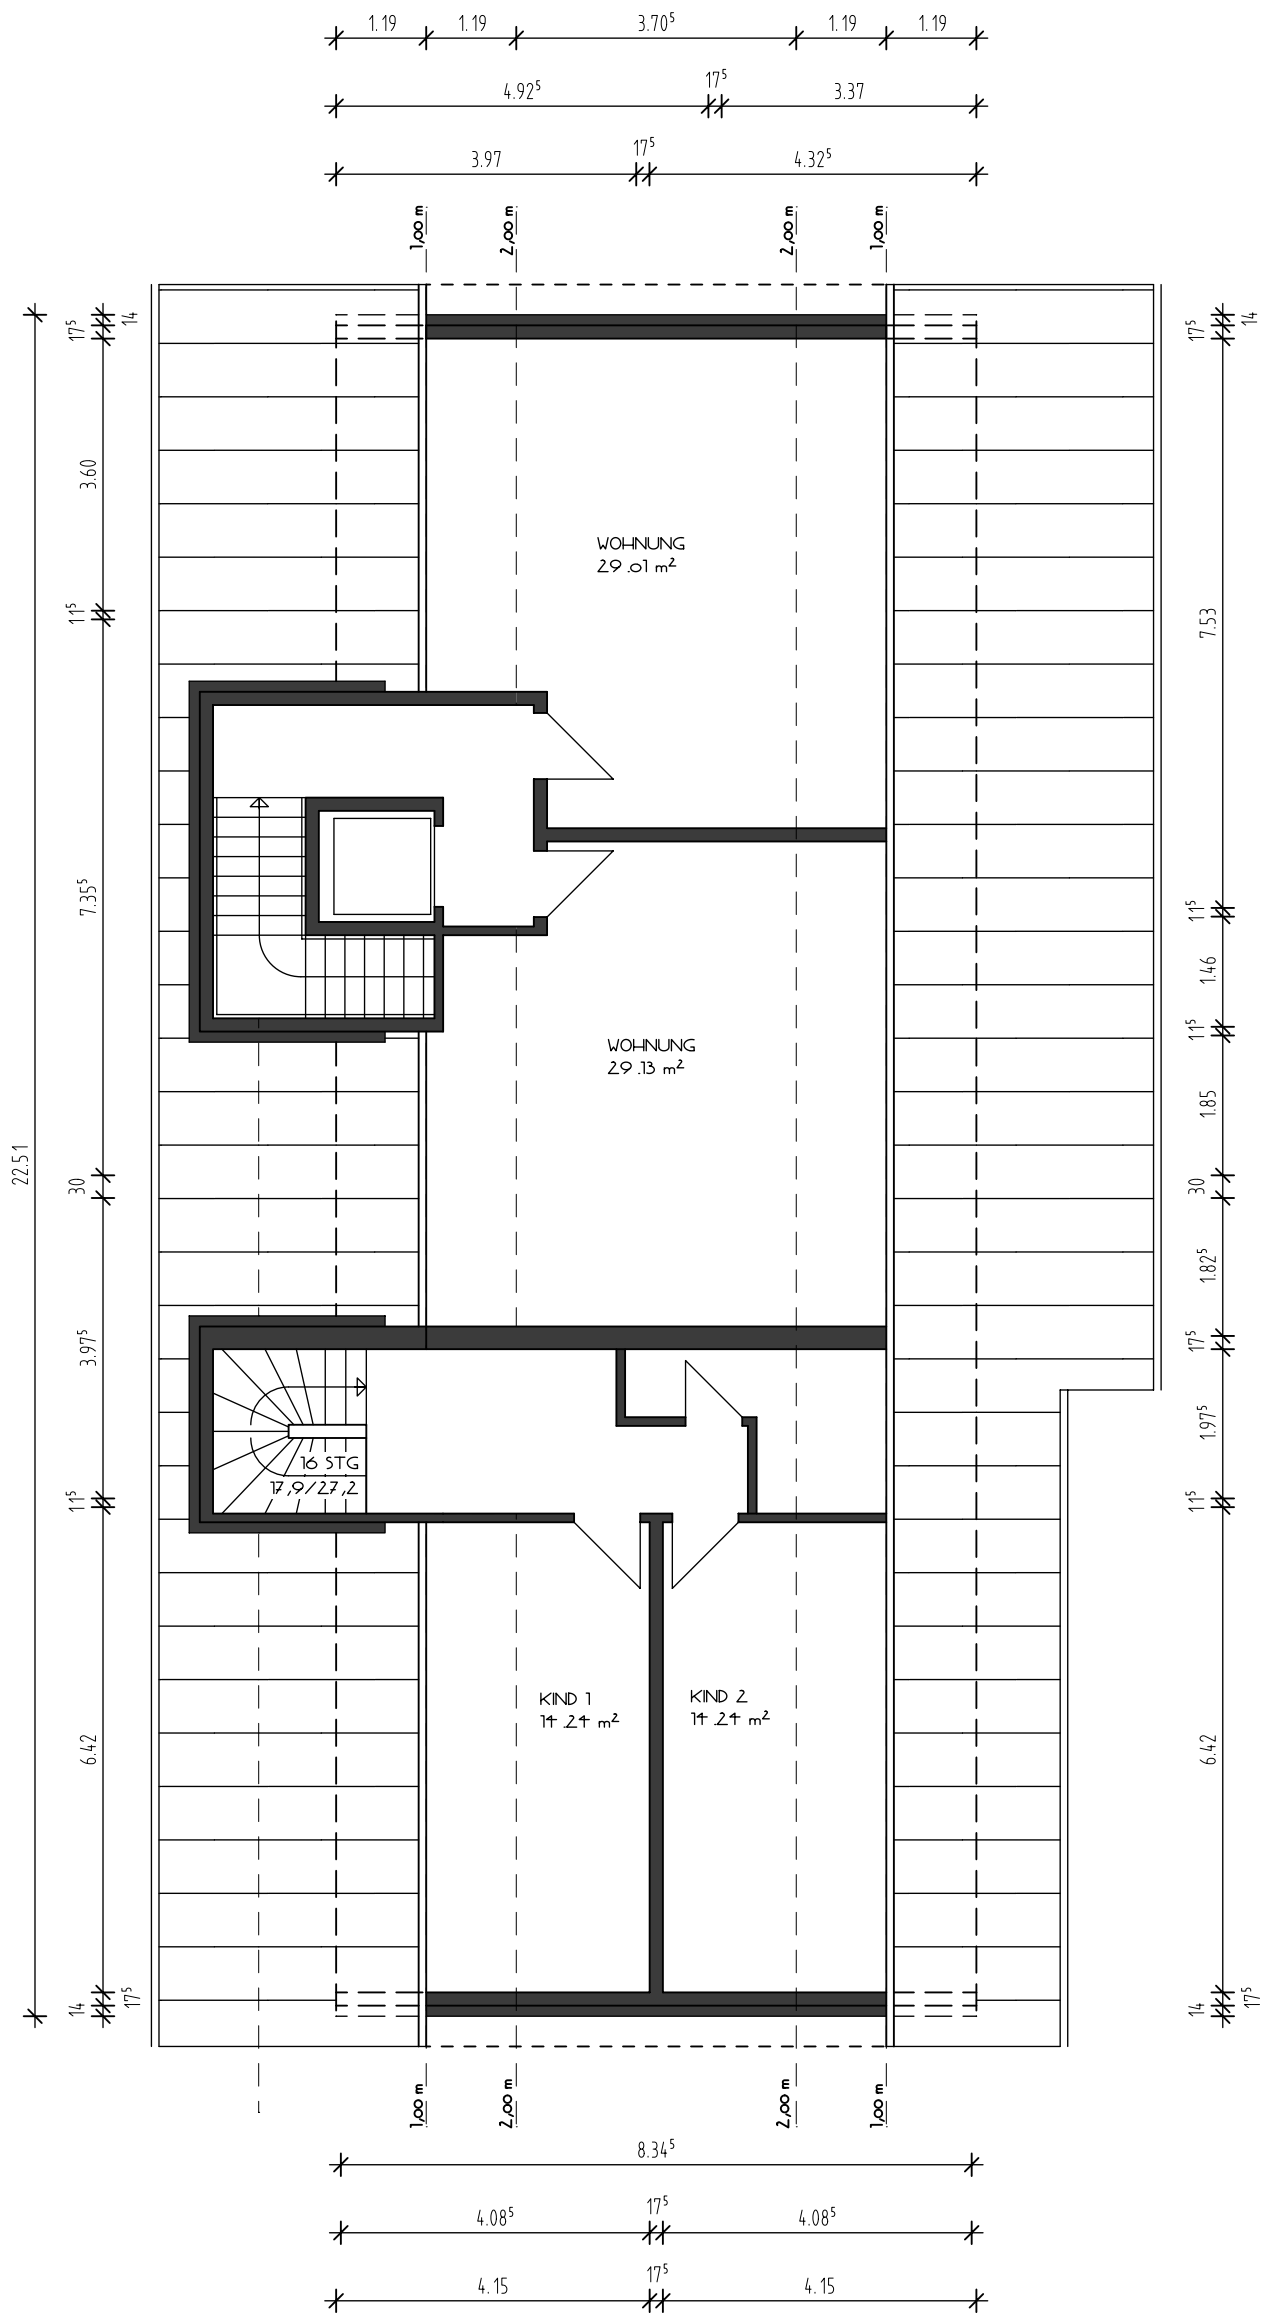 1.19 1.19 3.70⁵ 1.19 1.19
4.92⁵ 17⁵ 3.37
3.97 17⁵ 4.32⁵
1,00 m 2,00 m 2,00 m 1,00 m
17⁵ 14
17⁵ 14
3.60
WOHNUNG
29.01 m²
11⁵
7.53
7.35⁵
11⁵
1.46
11⁵
WOHNUNG
29.13 m²
1.85
22.51
30
30
1.82⁵
3.97⁵
17⁵
1.97⁵
16 STG
17,9/27,2
11⁵
11⁵
KIND 1
14.24 m²
KIND 2
14.24 m²
6.42
6.42
14 17⁵
14 17⁵
1,00 m 2,00 m 2,00 m 1,00 m
8.34⁵
4.08⁵ 17⁵ 4.08⁵
4.15 17⁵ 4.15